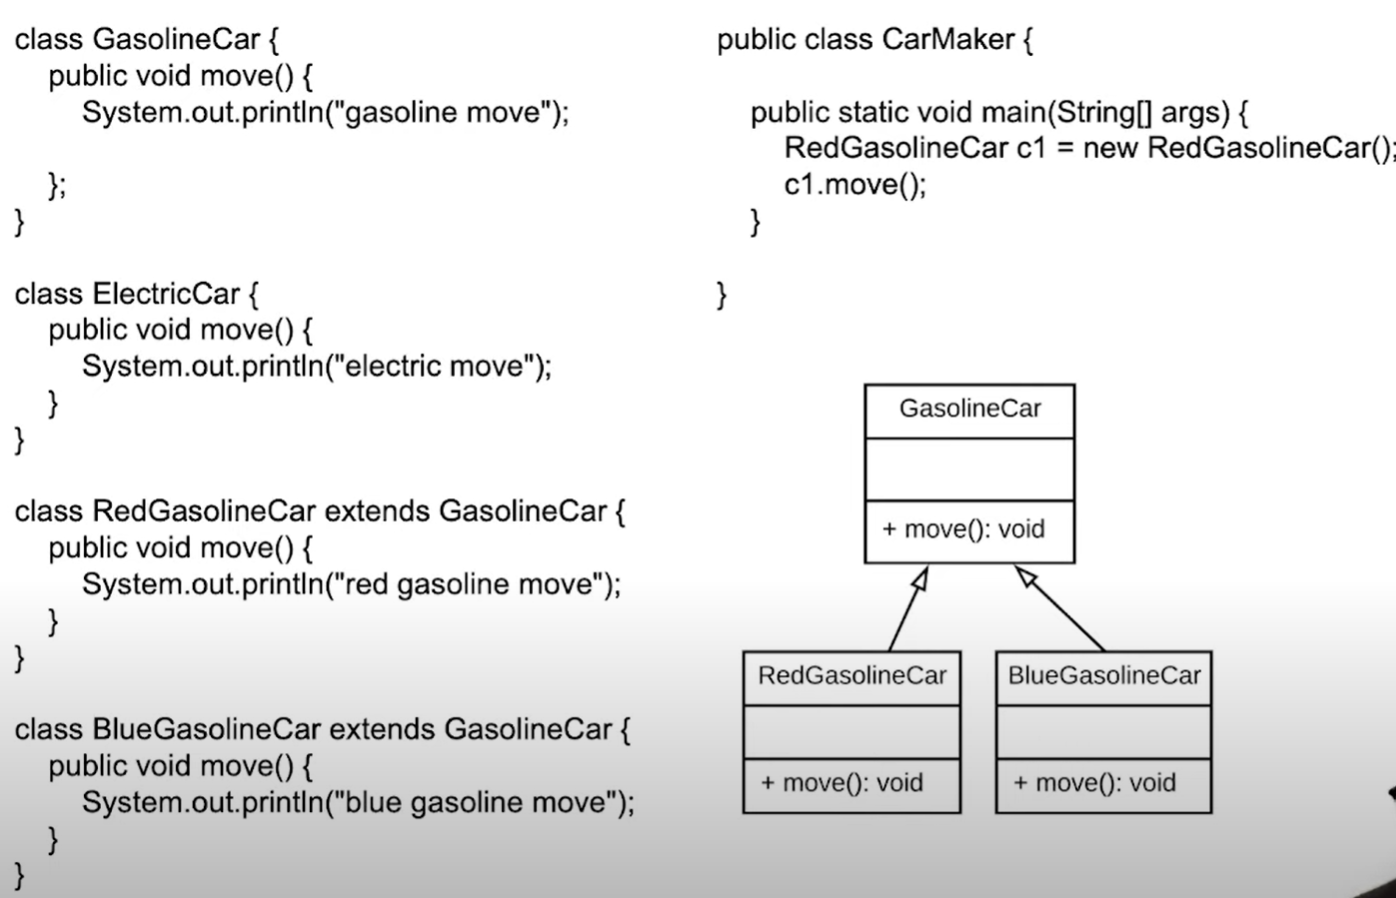 class GasolineCar {
public void move() {
System.out.println("gasoline move");
};
}
class ElectricCar {
public void move() {
System.out.println("electric move");
}
}
class RedGasolineCar extends GasolineCar {
public void move() {
System.out.println("red gasoline move");
}
}
class BlueGasolineCar extends GasolineCar {
public void move() {
System.out.println("blue gasoline move");
}
}
public class CarMaker {
public static void main(String[] args) {
RedGasolineCar c1 = new RedGasolineCar();
c1.move();
}
}
GasolineCar
+ move(): void
RedGasolineCar
+ move(): void
BlueGasolineCar
+ move(): void